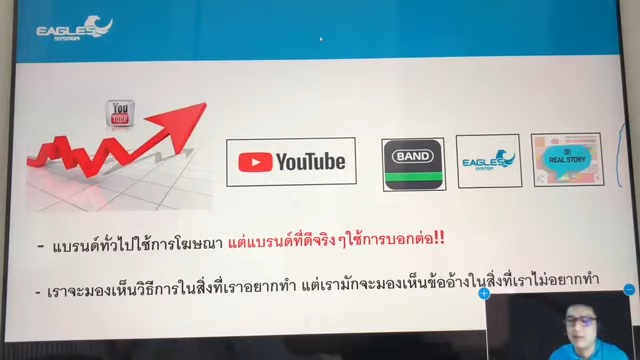 EAGLES
SYSTEM
You
Tube
YouTube
BAND
EAGLES
SYSTEM
REAL STORY
- แบรนด์ทั่วไปใช้การโฆษณา แต่แบรนด์ที่ดีจริงๆใช้การบอกต่อ!!
- เราจะมองเห็นวิธีการในสิ่งที่เราอยากทำ แต่เรามักจะมองเห็นข้ออ้างในสิ่งที่เราไม่อยากทำ